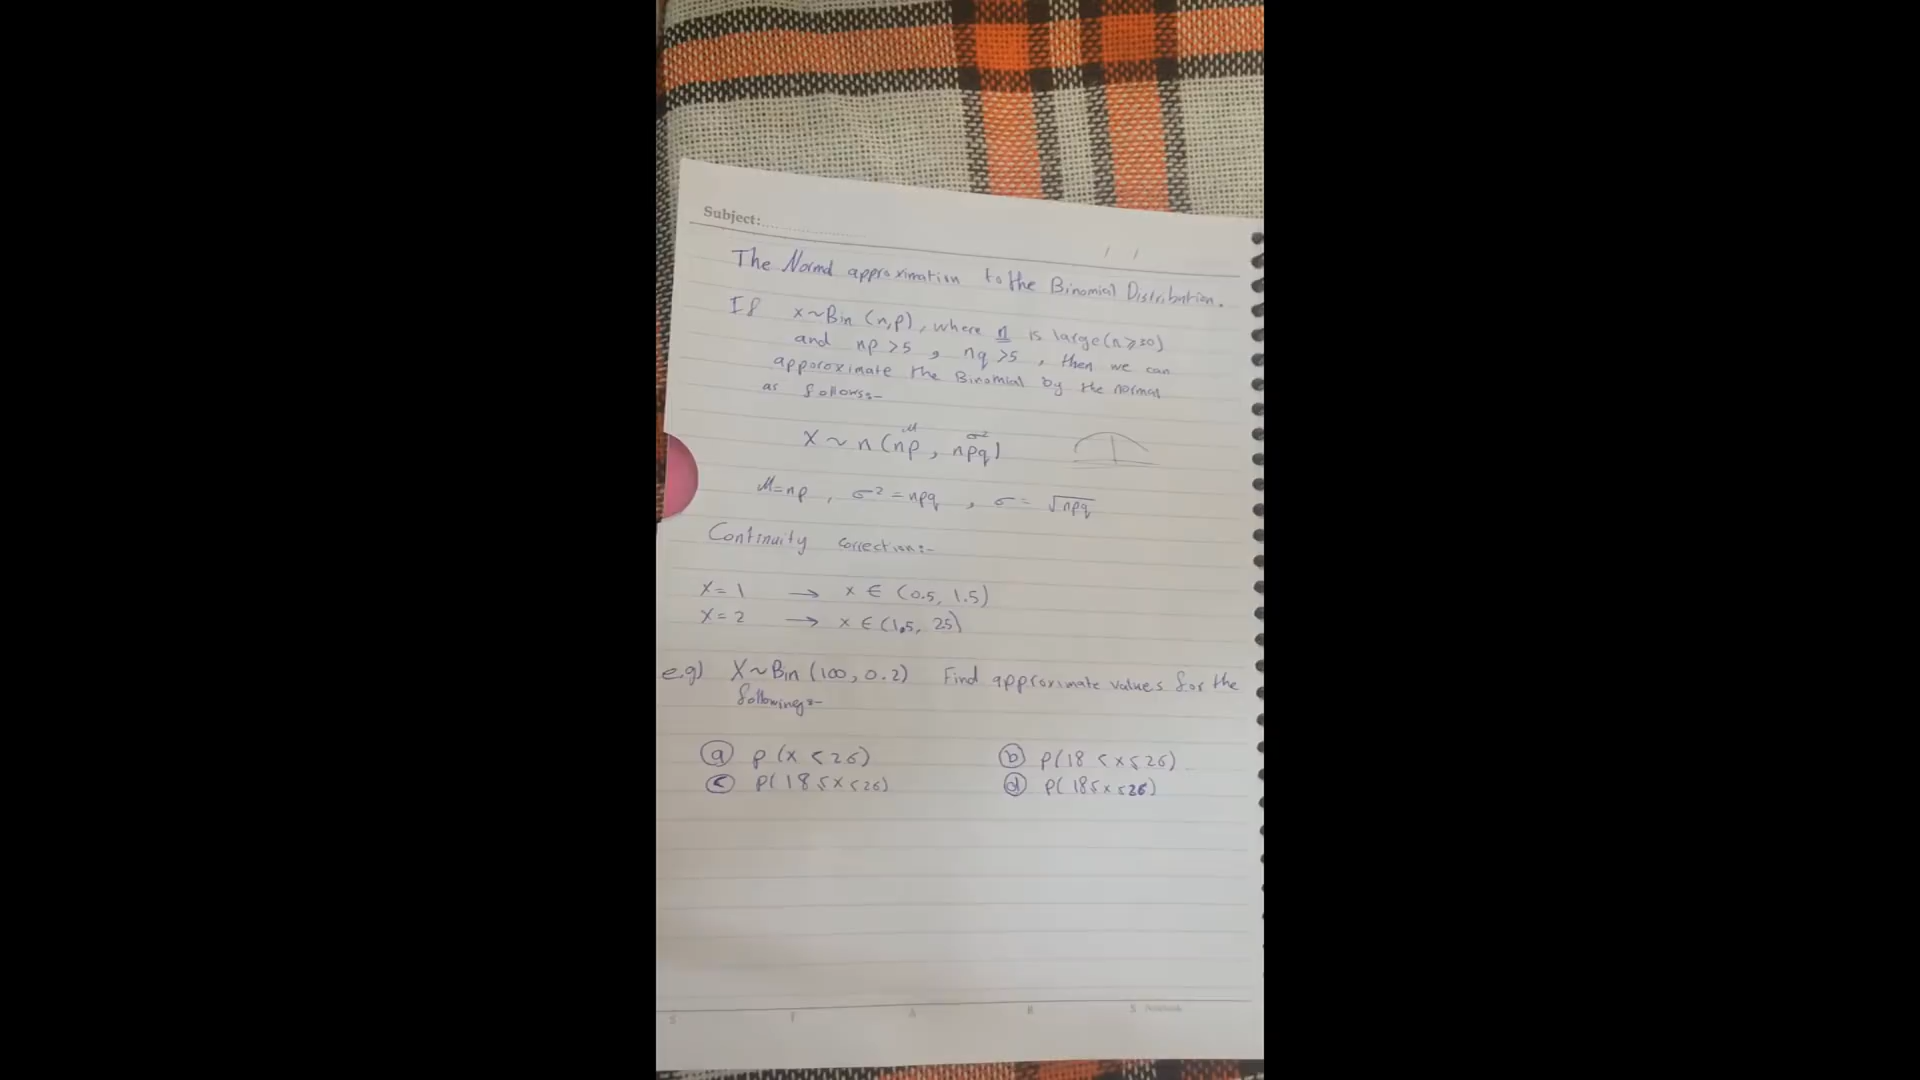 Subject:
The Normal approximation to the Binomial Distribution.
If X~Bin (n,p), where n is large (n≥30)
and np >5 , nq >5 , then we can
apporoximate the Binomial by the normal
as follows:-
μ σ²
X ~ n (np, npq)
μ=np , σ² = npq , σ = √npq
Continuity correction:-
X= 1 → x ∈ (0.5, 1.5)
X= 2 → x ∈ (1.5, 25)
e.g) X~Bin (100, 0.2) Find approximate values for the
following:-
a p (x < 26) b p(18 < x ≤ 26)
c p( 18 ≤ x < 26) d p( 18 ≤ x ≤ 26)